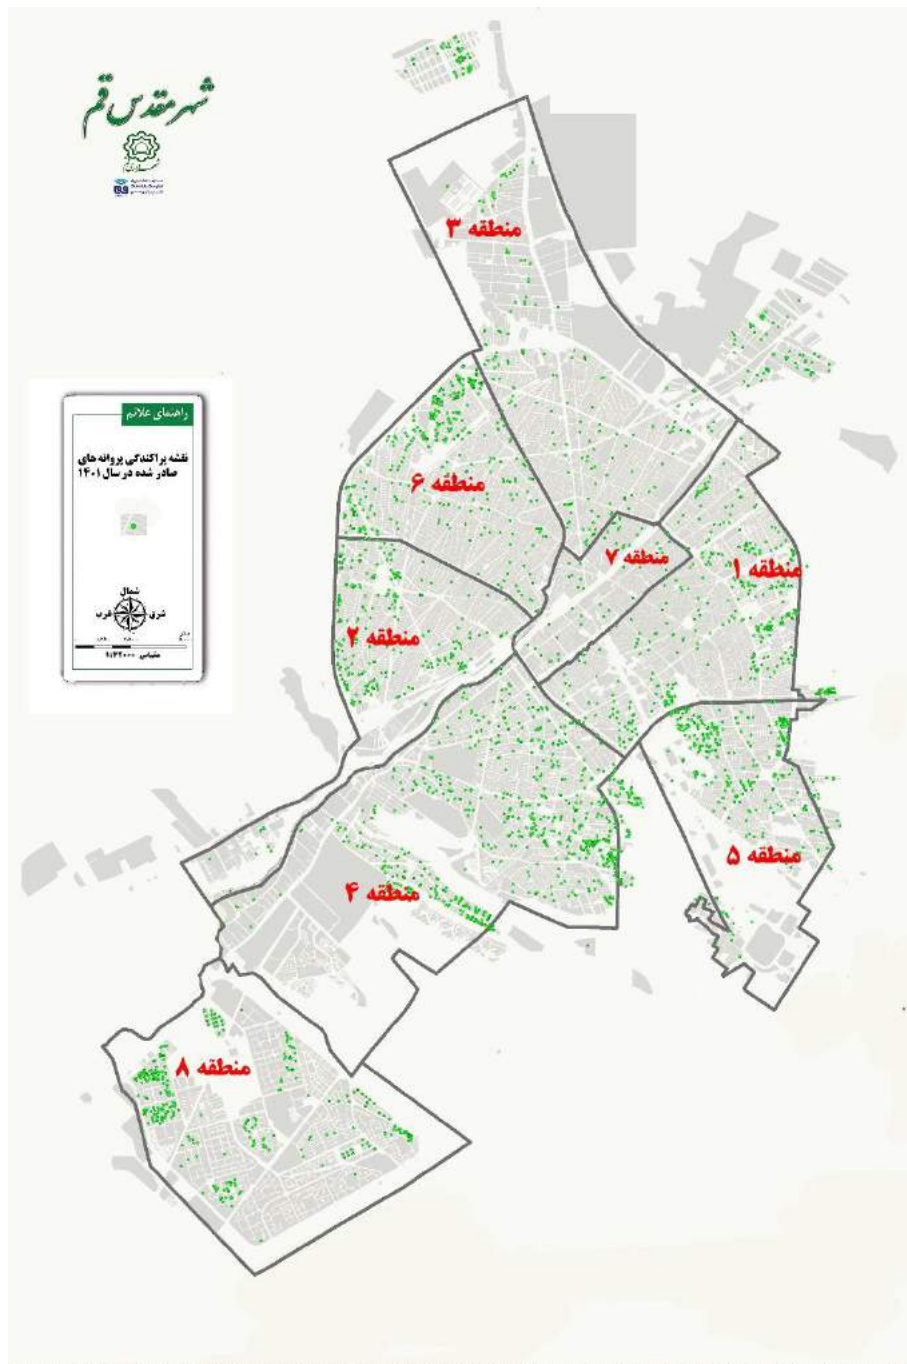 شهر مقدس قم
منطقه ۳
راهنمای علائم
نقشه پراکندگی پروانه های
صادر شده در سال ۱۴۰۱
منطقه ۶
منطقه ۷
منطقه ۱
شمال
شرق
غرب
منطقه ۲
مقیاس
منطقه ۵
منطقه ۴
منطقه ۸